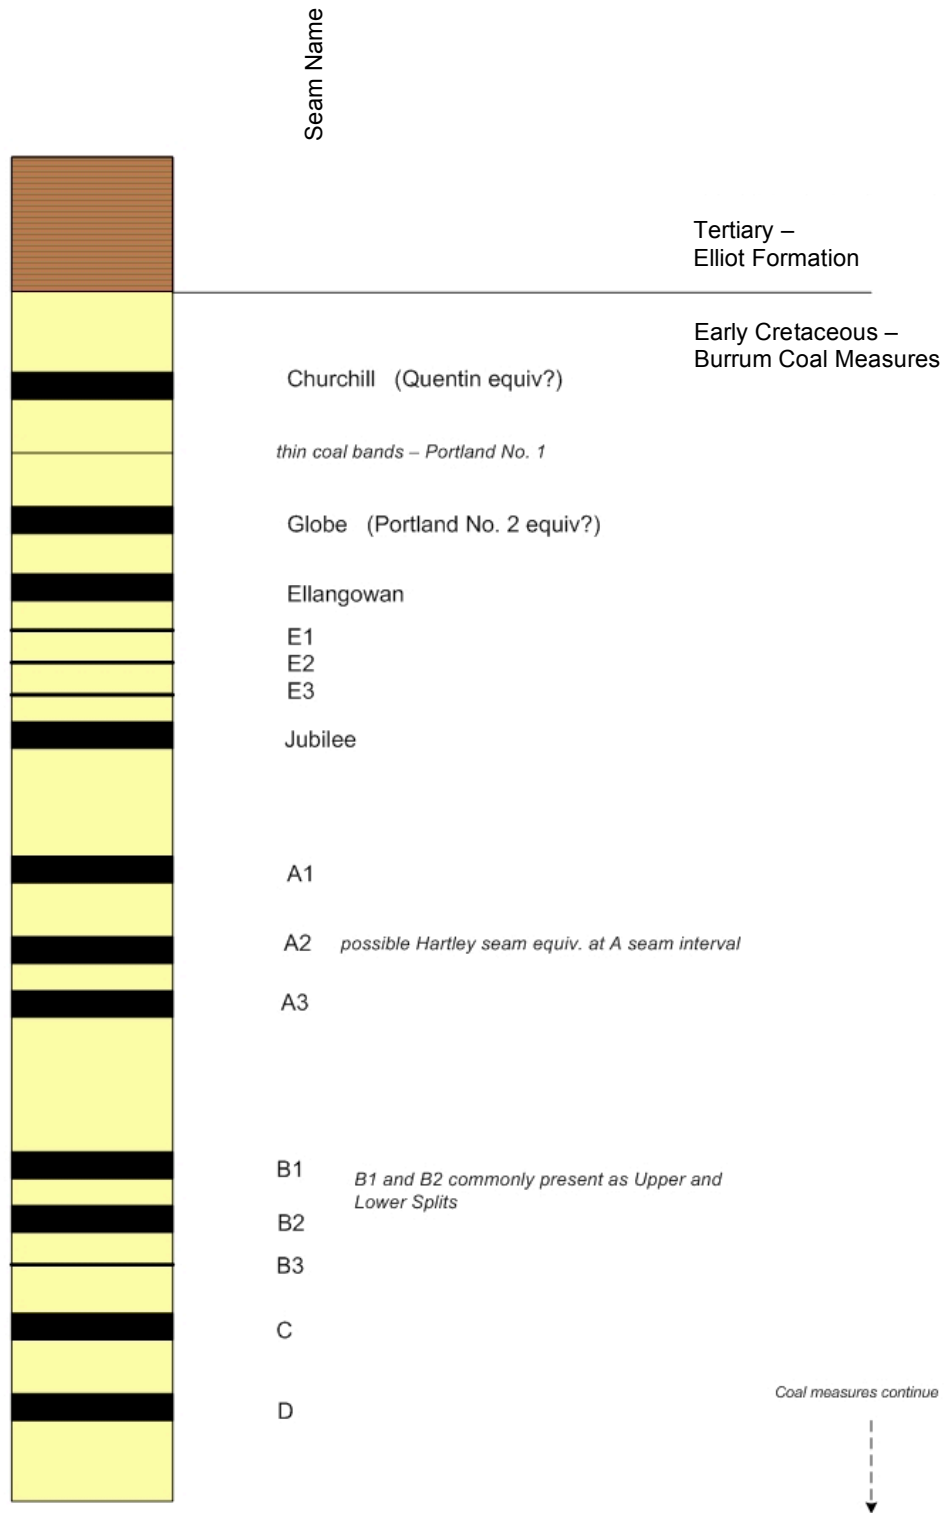 Seam Name
Tertiary –
Elliot Formation
Early Cretaceous –
Burrum Coal Measures
Churchill (Quentin equiv?)
thin coal bands – Portland No. 1
Globe (Portland No. 2 equiv?)
Ellangowan
E1
E2
E3
Jubilee
A1
A2 possible Hartley seam equiv. at A seam interval
A3
B1
B1 and B2 commonly present as Upper and
Lower Splits
B2
B3
C
Coal measures continue
D